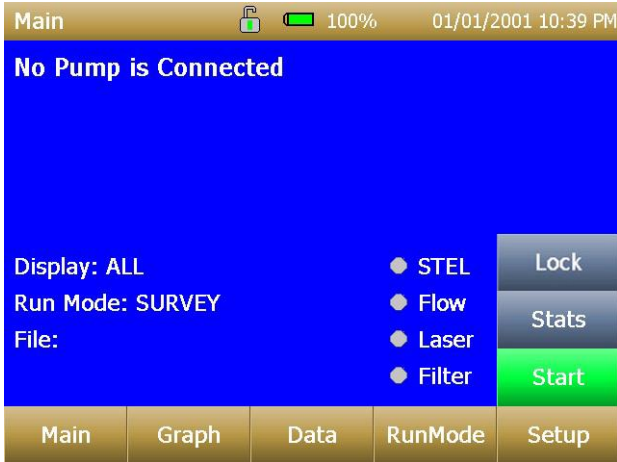 Main 100% 01/01/2001 10:39 PM
No Pump is Connected
Display: ALL
Run Mode: SURVEY
File:
STEL
Flow
Laser
Filter
Lock
Stats
Start
Main Graph Data RunMode Setup